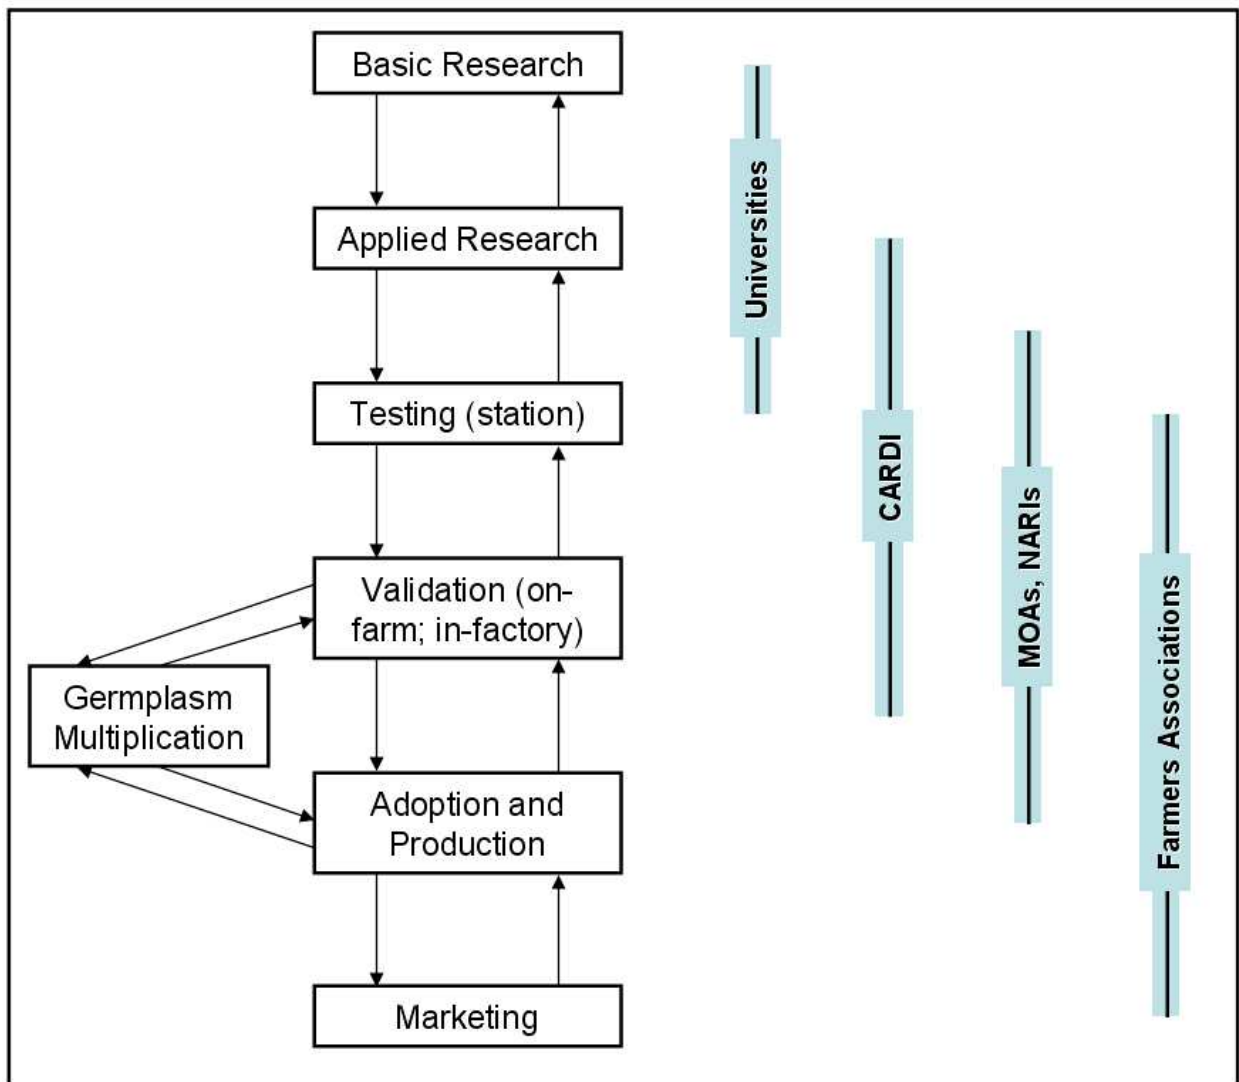 Basic Research
Applied Research
Testing (station)
Validation (on-
farm; in-factory)
Germplasm
Multiplication
Adoption and
Production
Marketing
Universities
CARDI
MOAs, NARIs
Farmers Associations